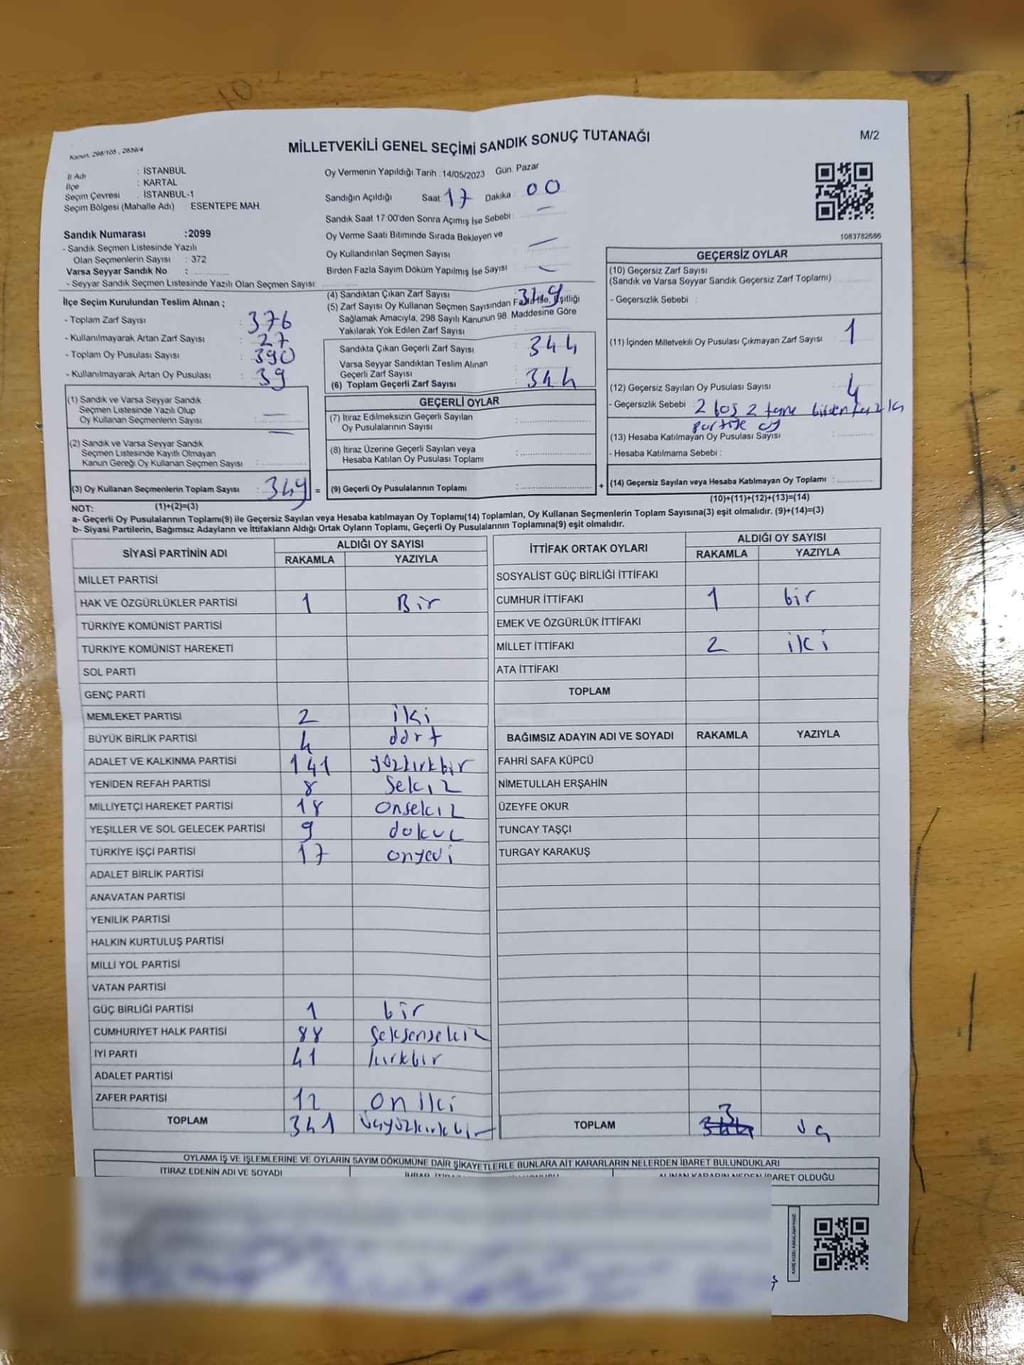 Kanun. 298/105 , 2839/4
MİLLETVEKİLİ GENEL SEÇİMİ SANDIK SONUÇ TUTANAĞI
M/2
İl Adı : İSTANBUL
İlçe : KARTAL
Seçim Çevresi : İSTANBUL-1
Seçim Bölgesi (Mahalle Adı) ESENTEPE MAH.
Oy Vermenin Yapıldığı Tarih :14/05/2023 Gün: Pazar
Sandığın Açıldığı Saat : 17 Dakika : 00
Sandık Saat 17:00'den Sonra Açımış İse Sebebi : —
Oy Verme Saati Bitiminde Sırada Bekleyen ve
Oy Kullandırılan Seçmen Sayısı : —
Birden Fazla Sayım Döküm Yapılmış İse Sayısı : —
1083782686
Sandık Numarası :2099
- Sandık Seçmen Listesinde Yazılı
Olan Seçmenlerin Sayısı : 372
Varsa Seyyar Sandık No :
- Seyyar Sandık Seçmen Listesinde Yazılı Olan Seçmen Sayısı:
İlçe Seçim Kurulundan Teslim Alınan ;
- Toplam Zarf Sayısı : 376
- Kullanılmayarak Artan Zarf Sayısı : 27
- Toplam Oy Pusulası Sayısı : 390
- Kullanılmayarak Artan Oy Pusulası : 39
(1) Sandık ve Varsa Seyyar Sandık
Seçmen Listesinde Yazılı Olup
Oy Kullanan Seçmenlerin Sayısı : —
(2) Sandık ve Varsa Seyyar Sandık
Seçmen Listesinde Kayıtlı Olmayan
Kanun Gereği Oy Kullanan Seçmen Sayısı :
(3) Oy Kullanan Seçmenlerin Toplam Sayısı : 349
(4) Sandıktan Çıkan Zarf Sayısı : 349
(5) Zarf Sayısı Oy Kullanan Seçmen Sayısından Fazla İse, Eşitliği
Sağlamak Amacıyla, 298 Sayılı Kanunun 98. Maddesine Göre
Yakılarak Yok Edilen Zarf Sayısı
Sandıkta Çıkan Geçerli Zarf Sayısı : 344
Varsa Seyyar Sandıktan Teslim Alınan
Geçerli Zarf Sayısı
(6) Toplam Geçerli Zarf Sayısı : 344
GEÇERLİ OYLAR
(7) İtiraz Edilmeksizin Geçerli Sayılan
Oy Pusulalarının Sayısı :
(8) İtiraz Üzerine Geçerli Sayılan veya
Hesaba Katılan Oy Pusulası Toplamı :
= (9) Geçerli Oy Pusulalarının Toplamı :
GEÇERSİZ OYLAR
(10) Geçersiz Zarf Sayısı
(Sandık ve Varsa Seyyar Sandık Geçersiz Zarf Toplamı) :
- Geçersizlik Sebebi :
(11) İçinden Milletvekili Oy Pusulası Çıkmayan Zarf Sayısı : 1
(12) Geçersiz Sayılan Oy Pusulası Sayısı : 4
- Geçersizlik Sebebi : 2 boş 2 tane birden fazla
partiye oy
(13) Hesaba Katılmayan Oy Pusulası Sayısı :
- Hesaba Katılmama Sebebi :
+ (14) Geçersiz Sayılan veya Hesaba Katılmayan Oy Toplamı :
NOT: (1)+(2)=(3)
(10)+(11)+(12)+(13)=(14)
a- Geçerli Oy Pusulalarının Toplamı(9) ile Geçersiz Sayılan veya Hesaba katılmayan Oy Toplamı(14) Toplamları, Oy Kullanan Seçmenlerin Toplam Sayısına(3) eşit olmalıdır. (9)+(14)=(3)
b- Siyasi Partilerin, Bağımsız Adayların ve İttifakların Aldığı Ortak Oyların Toplamı, Geçerli Oy Pusulalarının Toplamına(9) eşit olmalıdır.
SİYASİ PARTİNİN ADI
ALDIĞI OY SAYISI
RAKAMLA YAZIYLA
MİLLET PARTİSİ
HAK VE ÖZGÜRLÜKLER PARTİSİ 1 Bir
TÜRKİYE KOMÜNİST PARTİSİ
TÜRKİYE KOMÜNİST HAREKETİ
SOL PARTİ
GENÇ PARTİ
MEMLEKET PARTİSİ 2 iki
BÜYÜK BİRLİK PARTİSİ 4 dört
ADALET VE KALKINMA PARTİSİ 141 yüzkırkbir
YENİDEN REFAH PARTİSİ 8 sekiz
MİLLİYETÇİ HAREKET PARTİSİ 18 onsekiz
YEŞİLLER VE SOL GELECEK PARTİSİ 9 dokuz
TÜRKİYE İŞÇİ PARTİSİ 17 onyedi
ADALET BİRLİK PARTİSİ
ANAVATAN PARTİSİ
YENİLİK PARTİSİ
HALKIN KURTULUŞ PARTİSİ
MİLLİ YOL PARTİSİ
VATAN PARTİSİ
GÜÇ BİRLİĞİ PARTİSİ 1 bir
CUMHURİYET HALK PARTİSİ 88 seksensekiz
İYİ PARTİ 41 kırkbir
ADALET PARTİSİ
ZAFER PARTİSİ 12 on iki
TOPLAM 341 üçyüzkırkbir
İTTİFAK ORTAK OYLARI
ALDIĞI OY SAYISI
RAKAMLA YAZIYLA
SOSYALİST GÜÇ BİRLİĞİ İTTİFAKI
CUMHUR İTTİFAKI 1 bir
EMEK VE ÖZGÜRLÜK İTTİFAKI
MİLLET İTTİFAKI 2 iki
ATA İTTİFAKI
TOPLAM
BAĞIMSIZ ADAYIN ADI VE SOYADI RAKAMLA YAZIYLA
FAHRİ SAFA KÜPCÜ
NİMETULLAH ERŞAHİN
ÜZEYFE OKUR
TUNCAY TAŞÇI
TURGAY KARAKUŞ
TOPLAM 3 344 üç
OYLAMA İŞ VE İŞLEMLERİNE VE OYLARIN SAYIM DÖKÜMÜNE DAİR ŞİKAYETLERLE BUNLARA AİT KARARLARIN NELERDEN İBARET BULUNDUKLARI
İTİRAZ EDENİN ADI VE SOYADI
ALINAN KARARIN NEDEN İBARET OLDUĞU